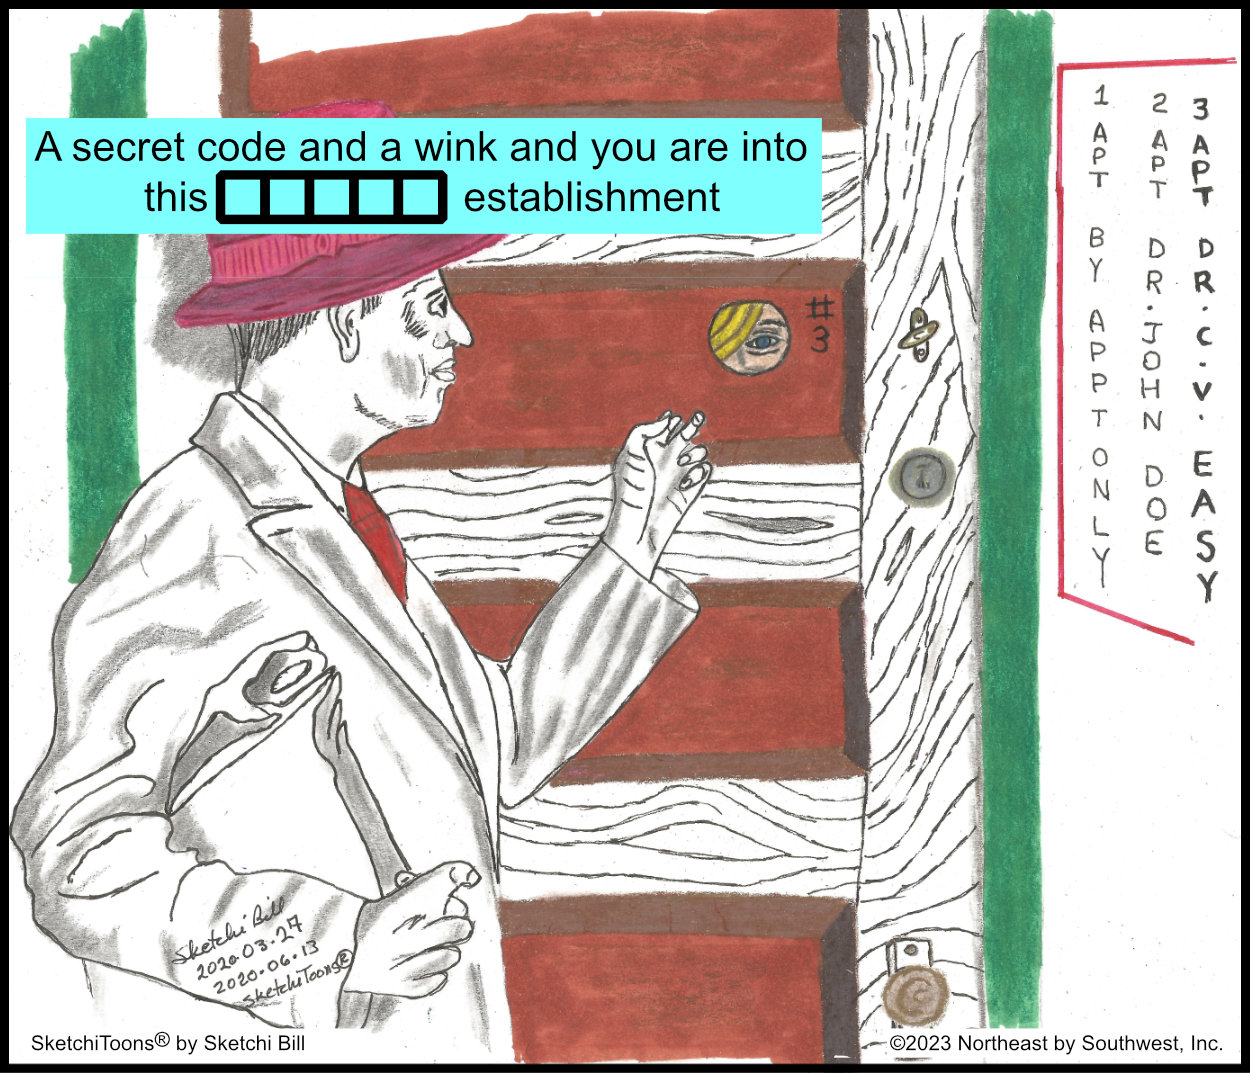 A secret code and a wink and you are into
this establishment
#
3
1 APT BY APPT ONLY
2 APT DR. JOHN DOE
3 APT DR. C. V. EASY
Sketchi Bill
2020.03.27
2020.06.13
SketchiToons®
SketchiToons® by Sketchi Bill
©2023 Northeast by Southwest, Inc.